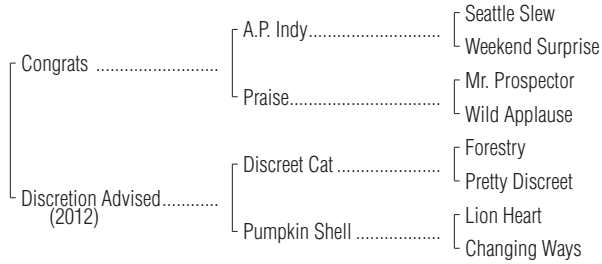 Seattle Slew
A.P. Indy............................
Weekend Surprise
Congrats ..........................
Mr. Prospector
Praise................................
Wild Applause
Forestry
Discreet Cat ......................
Pretty Discreet
Discretion Advised............
(2012)
Lion Heart
Pumpkin Shell ..................
Changing Ways